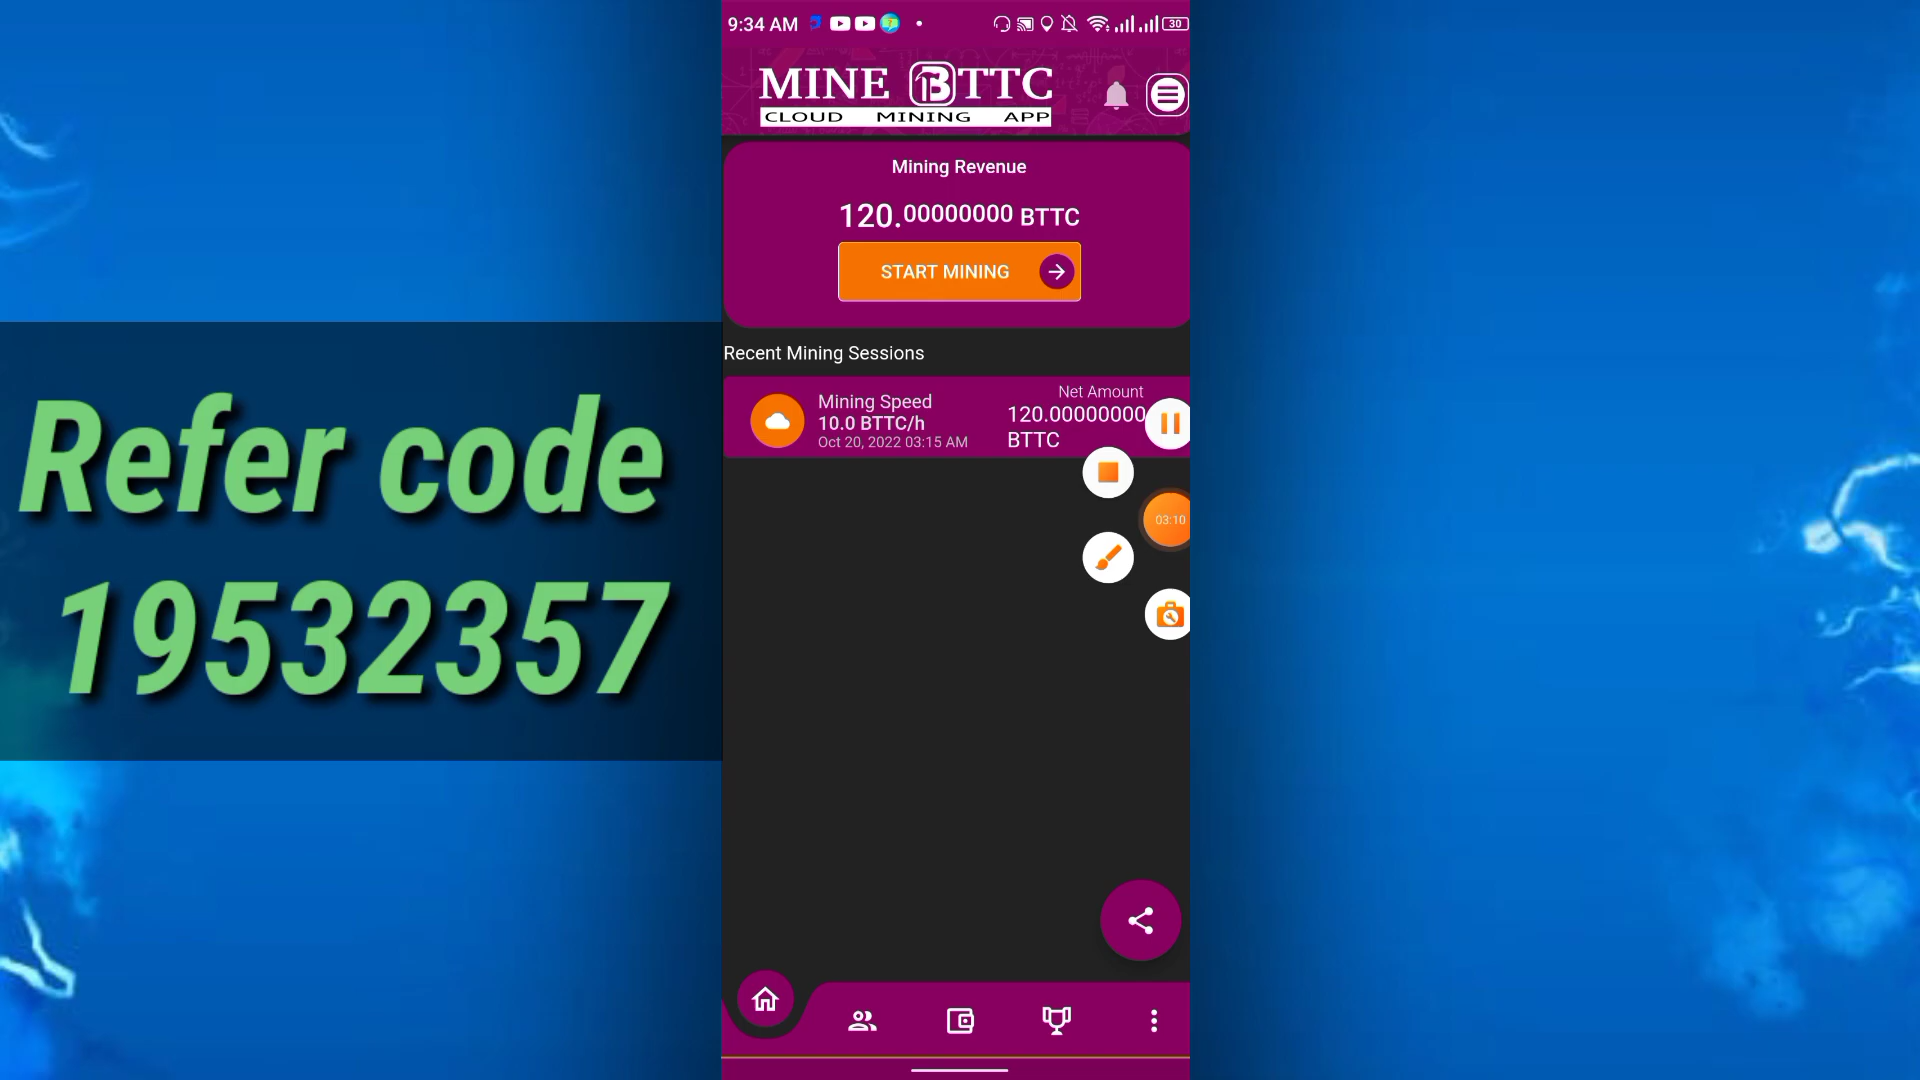 Refer code
19532357
9:34 AM
30
MINE BTTC
CLOUD MINING APP
Mining Revenue
120.00000000 BTTC
START MINING
Recent Mining Sessions
Mining Speed
10.0 BTTC/h
Oct 20, 2022 03:15 AM
Net Amount
120.00000000
BTTC
03:10